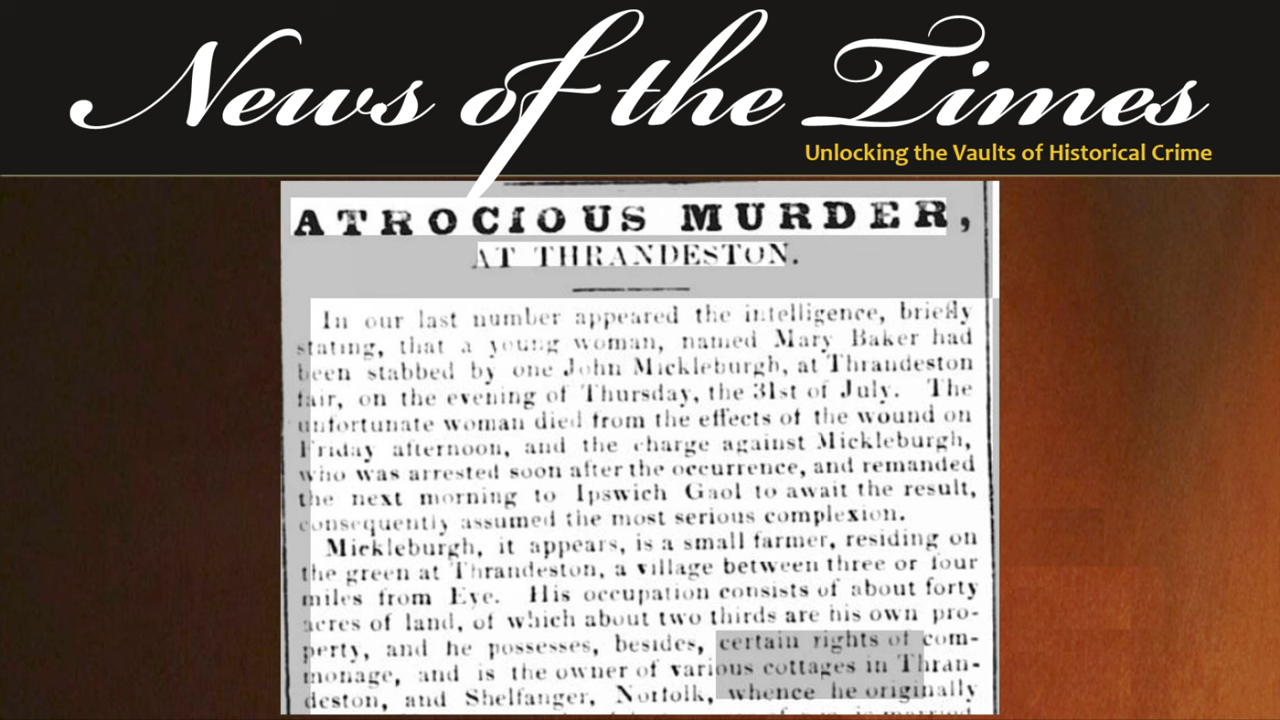 News of the Times
Unlocking the Vaults of Historical Crime
ATROCIOUS MURDER,
AT THRANDESTON.
In our last number appeared the intelligence, briefly
stating, that a young woman, named Mary Baker had
been stabbed by one John Mickleburgh, at Thrandeston
fair, on the evening of Thursday, the 31st of July. The
unfortunate woman died from the effects of the wound on
Friday afternoon, and the charge against Mickleburgh,
who was arrested soon after the occurrence, and remanded
the next morning to Ipswich Gaol to await the result,
consequently assumed the most serious complexion.
Mickleburgh, it appears, is a small farmer, residing on
the green at Thrandeston, a village between three or four
miles from Eye. His occupation consists of about forty
acres of land, of which about two thirds are his own pro-
perty, and he possesses, besides, certain rights of com-
monage, and is the owner of various cottages in Thran-
deston, and Shelfanger, Norfolk, whence he originally